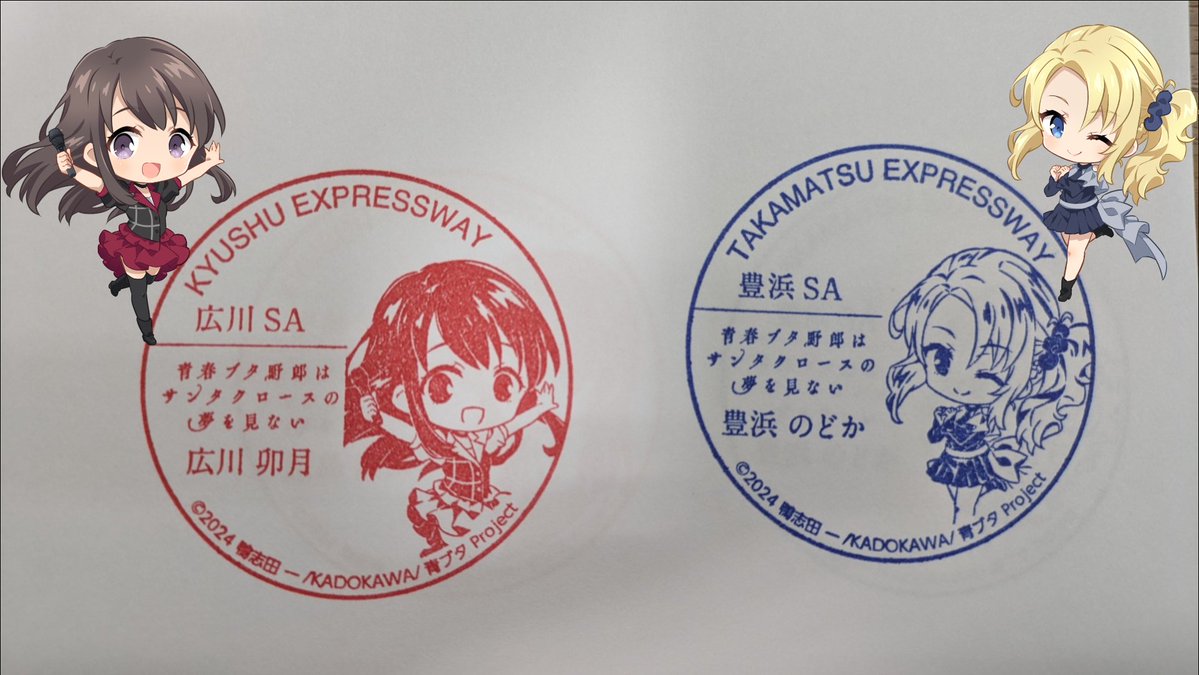 KYUSHU EXPRESSWAY
広川 SA
青春ブタ野郎は
サンタクロースの
夢を見ない
広川 卯月
©2024 鴨志田 一/KADOKAWA/青ブタ Project
TAKAMATSU EXPRESSWAY
豊浜 SA
青春ブタ野郎は
サンタクロースの
夢を見ない
豊浜 のどか
©2024 鴨志田 一/KADOKAWA/青ブタ Project